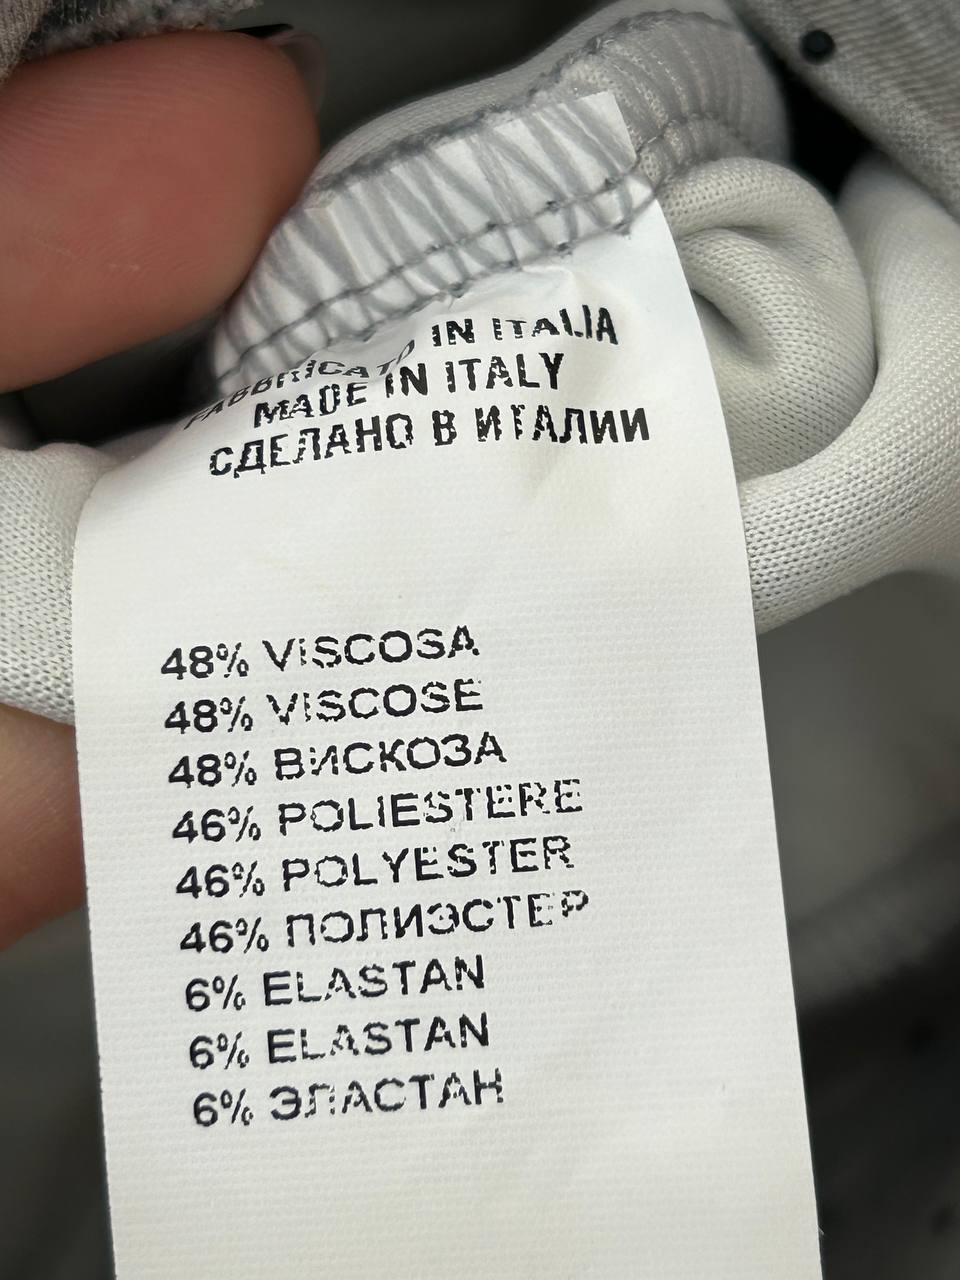 FABBRICATO IN ITALIA
MADE IN ITALY
СДЕЛАНО В ИТАЛИИ
48% VISCOSA
48% VISCOSE
48% ВИСКОЗА
46% POLIESTERE
46% POLYESTER
46% ПОЛИЭСТЕР
6% ELASTAN
6% ELASTAN
6% ЭЛАСТАН